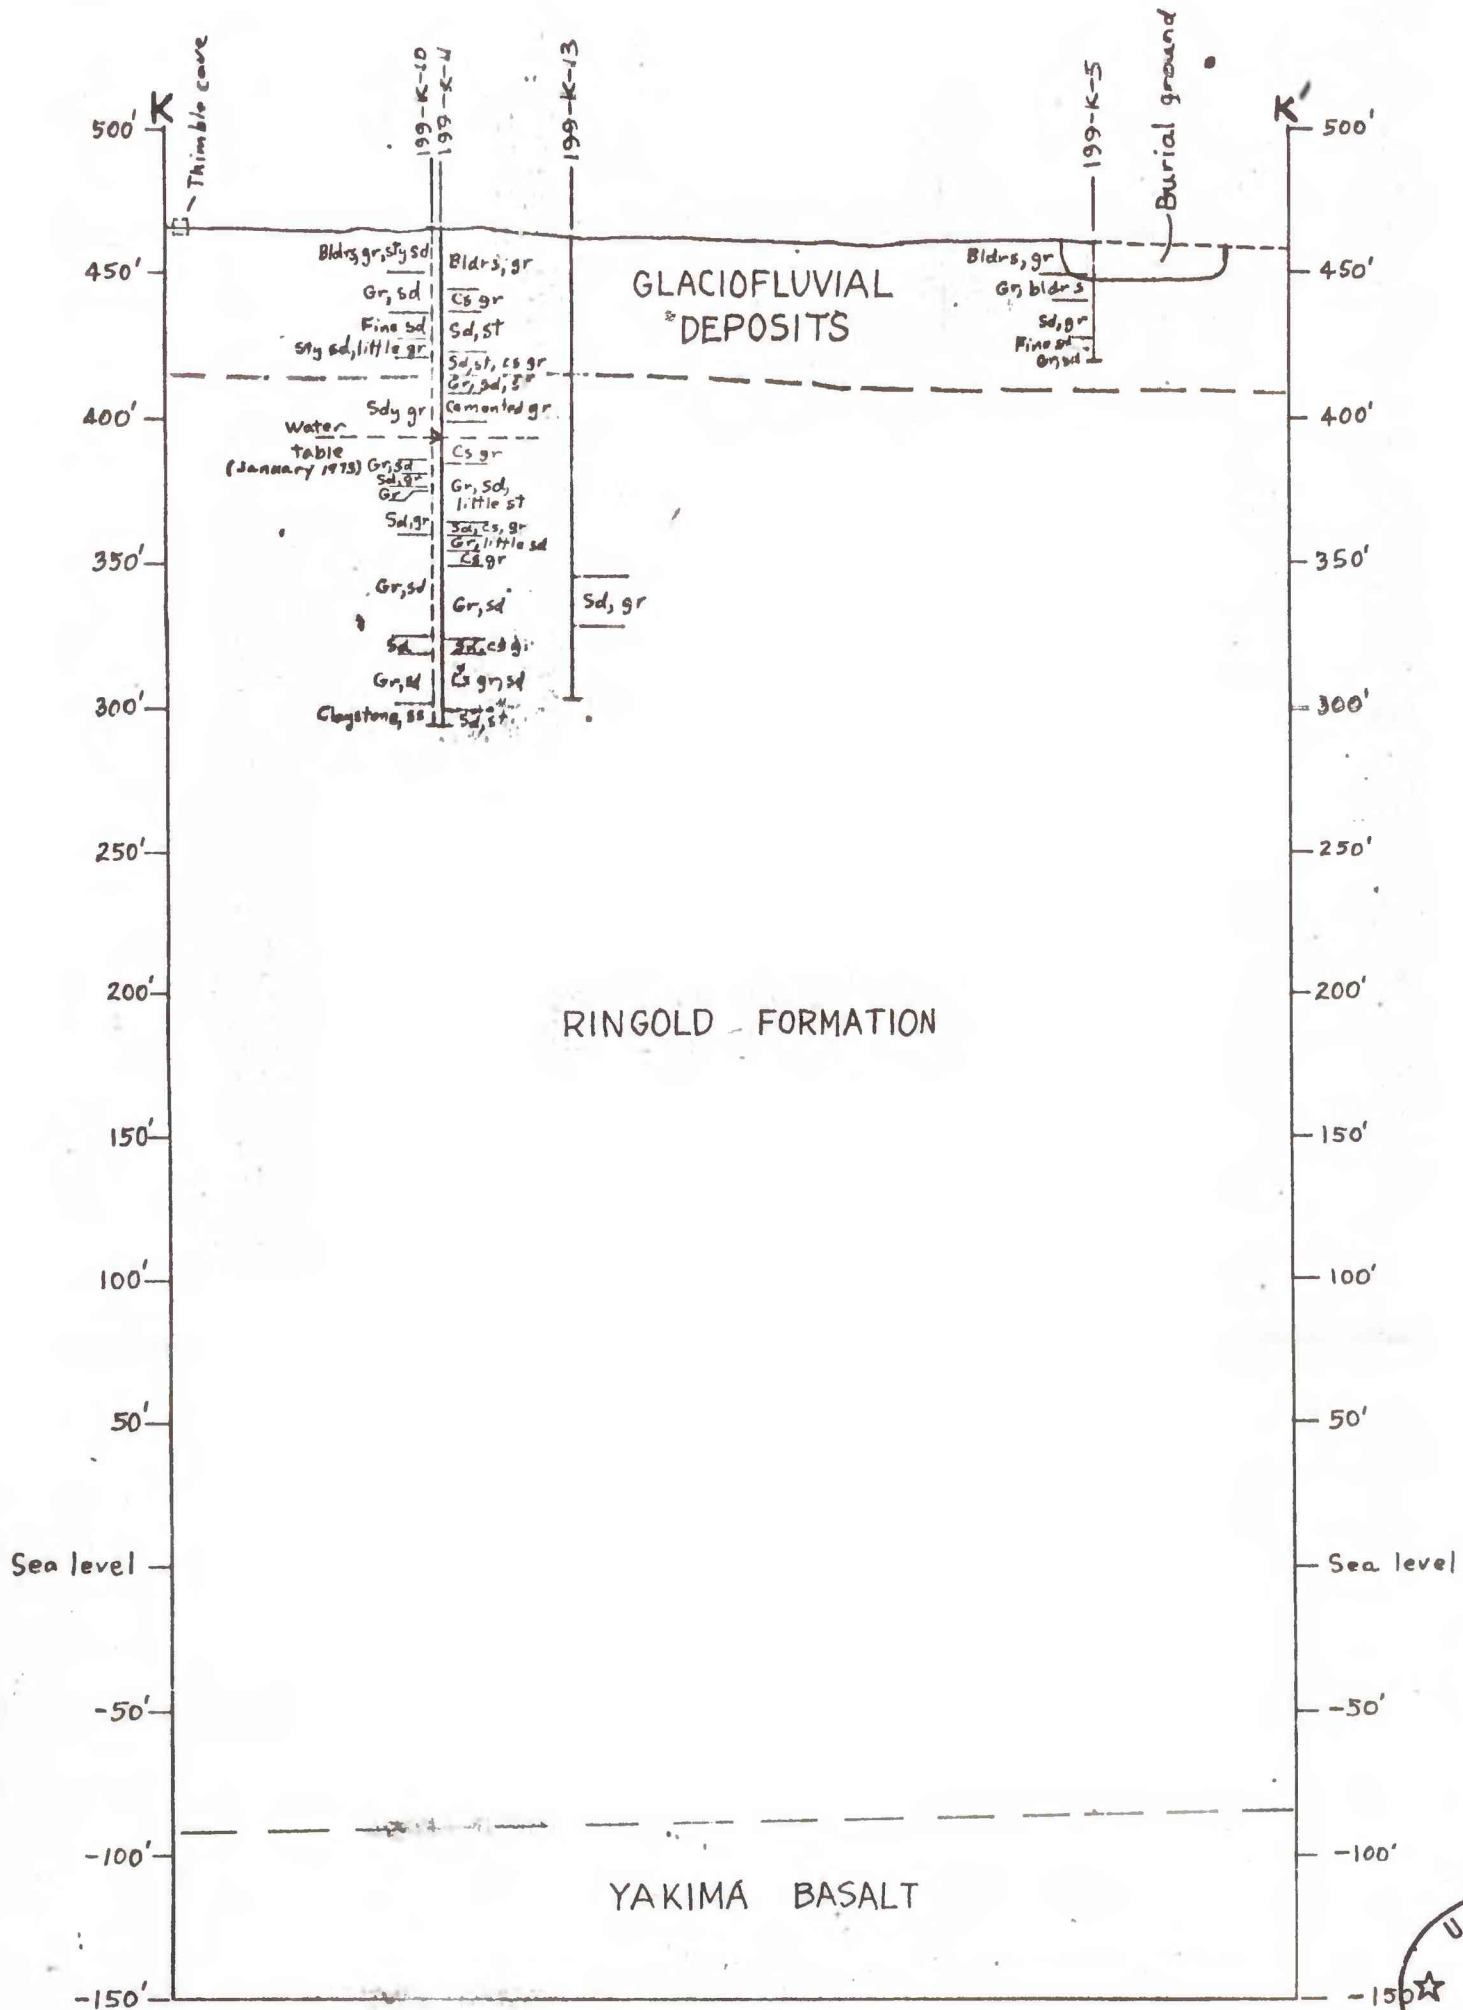 K
K'
Thimble cave
199-K-10
199-K-11
199-K-13
199-K-5
Burial ground
500'
450'
400'
350'
300'
250'
200'
150'
100'
50'
Sea level
-50'
-100'
-150'
Bldrs, gr, sty sd
Gr, sd
Fine sd
Sty sd, little gr
Sdy gr
Water
table
(January 1973)
Gr, sd
Sd, gr
Gr
Sd, gr
Gr, sd
Sd
Gr, sd
Claystone, ss
Bldrs, gr
Cs gr
Sd, st
Sd, st, cs gr
Gr, sd, st
Cemented gr
Cs gr
Gr, sd,
little st
Sd, cs, gr
Gr, little sd
Cs gr
Gr, sd
Sd, cs gr
Cs gr, sd
Sd, st
Sd, gr
GLACIOFLUVIAL
DEPOSITS
Bldrs, gr
Gr, bldrs
Sd, gr
Fine sd
Gr, sd
RINGOLD FORMATION
YAKIMA BASALT
500'
450'
400'
350'
300'
250'
200'
150'
100'
50'
Sea level
-50'
-100'
-150
U